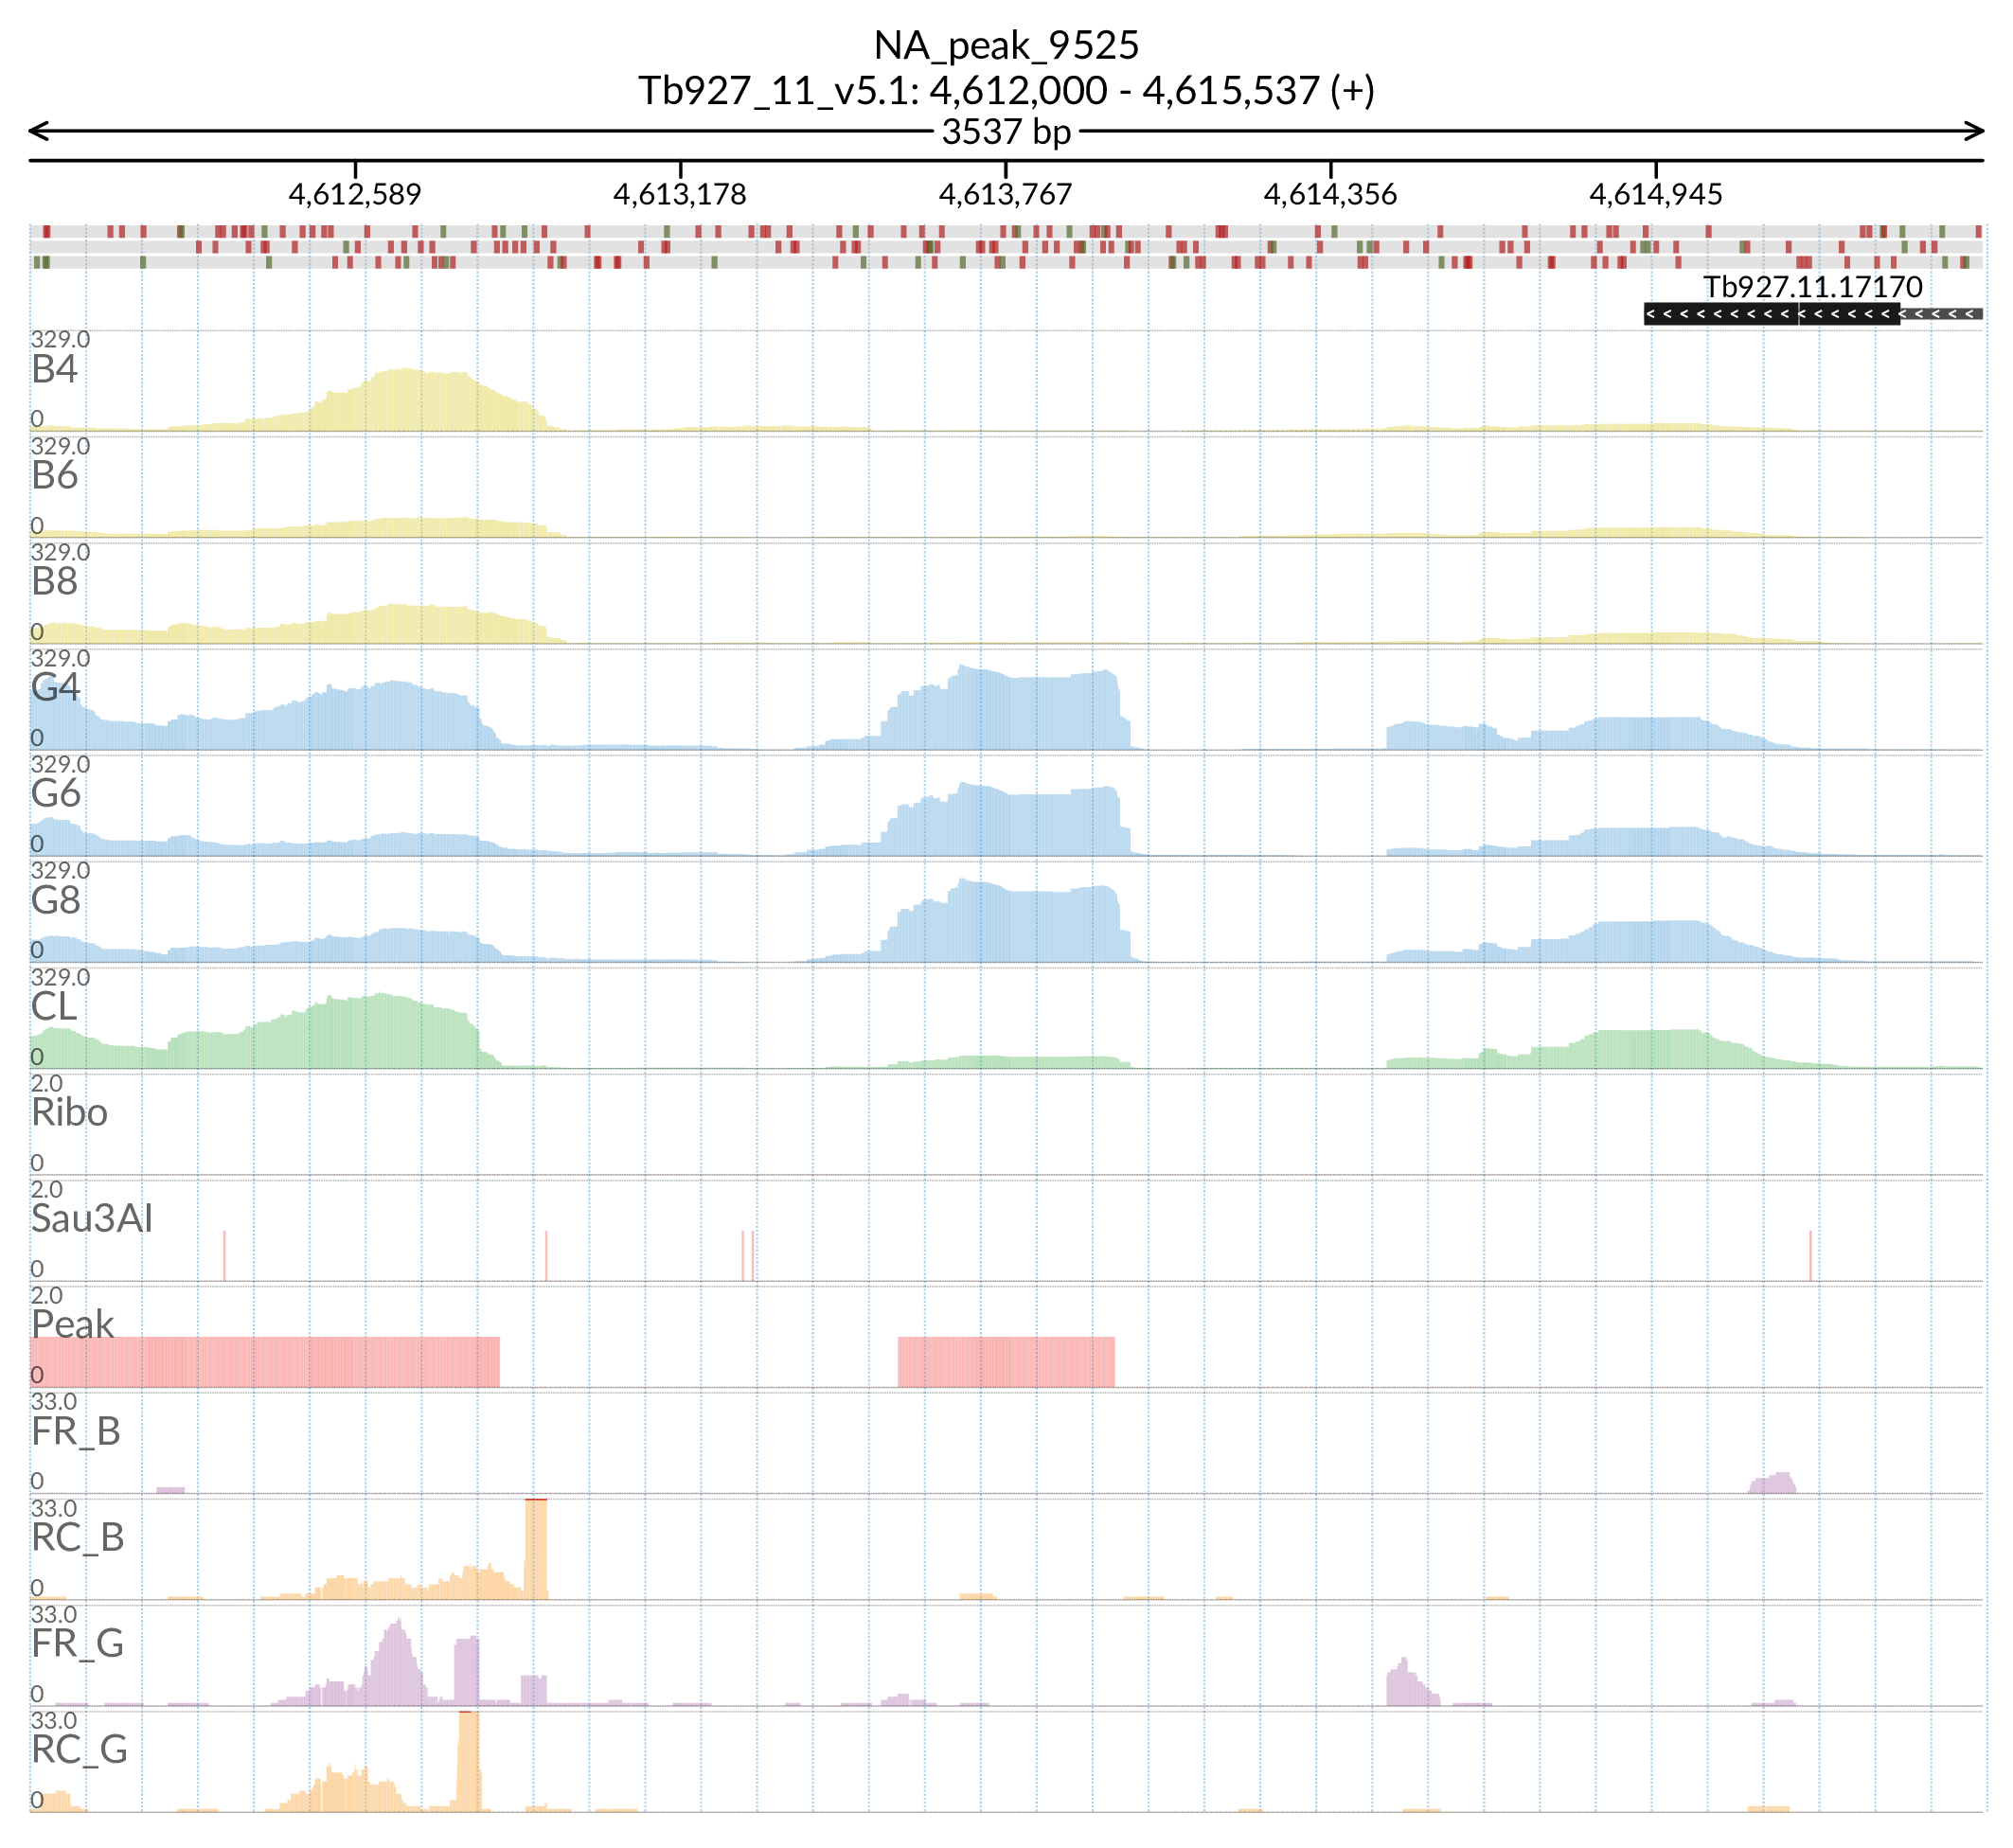 NA_peak_9525
Tb927_11_v5.1: 4,612,000 - 4,615,537 (+)
3537 bp
4,612,589 4,613,178 4,613,767 4,614,356 4,614,945
Tb927.11.17170
329.0
B4
0
329.0
B6
0
329.0
B8
0
329.0
G4
0
329.0
G6
0
329.0
G8
0
329.0
CL
0
2.0
Ribo
0
2.0
Sau3AI
0
2.0
Peak
0
33.0
FR_B
0
33.0
RC_B
0
33.0
FR_G
0
33.0
RC_G
0